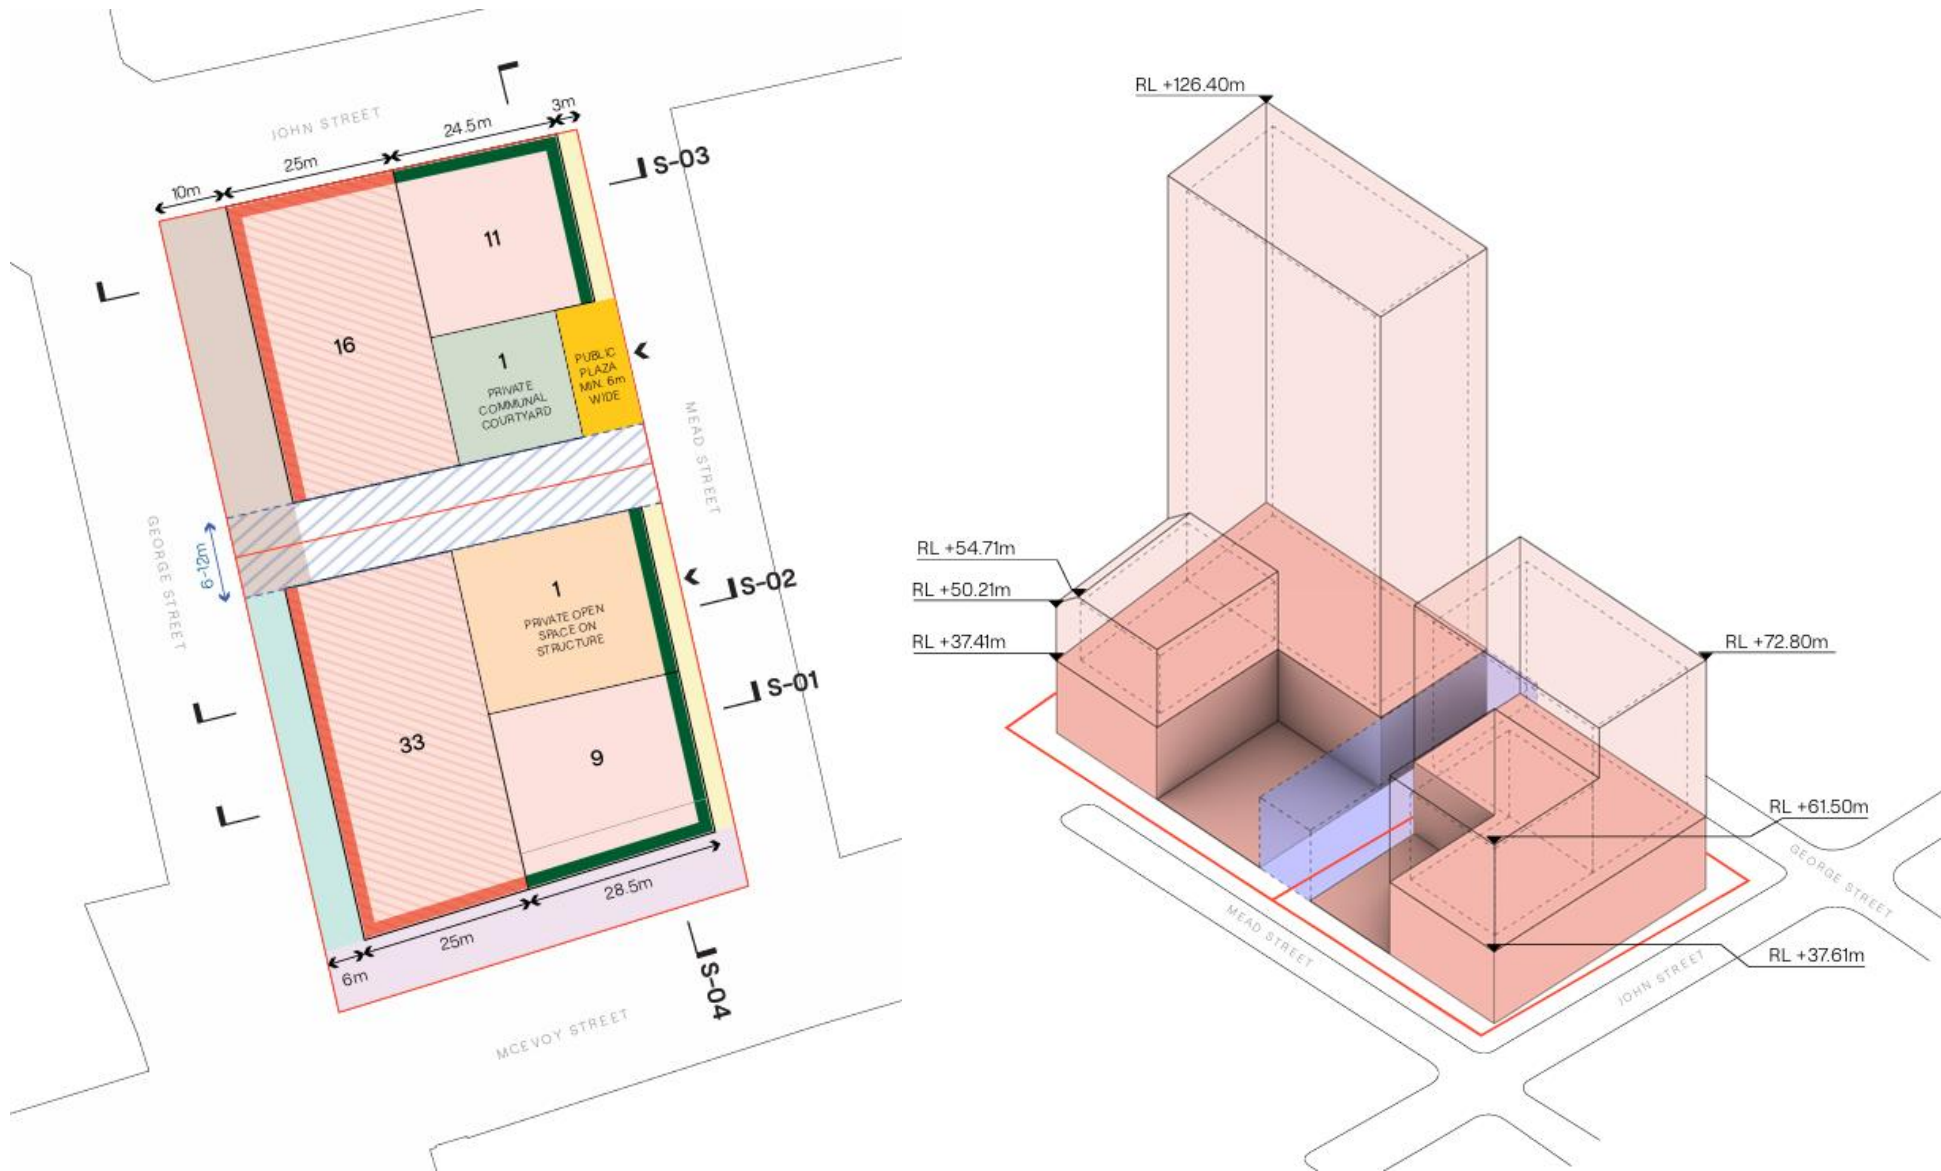 JOHN STREET
3m
24.5m
25m
10m
S-03
11
16
1
PRIVATE
COMMUNAL
COURTYARD
PUBLIC
PLAZA
MIN. 6m
WIDE
MEAD STREET
GEORGE STREET
6-12m
1
PRIVATE OPEN
SPACE ON
STRUCTURE
S-02
S-01
33
9
28.5m
25m
6m
S-04
MCEVOY STREET
RL +126.40m
RL +54.71m
RL +50.21m
RL +37.41m
RL +72.80m
RL +61.50m
GEORGE STREET
MEAD STREET
JOHN STREET
RL +37.61m